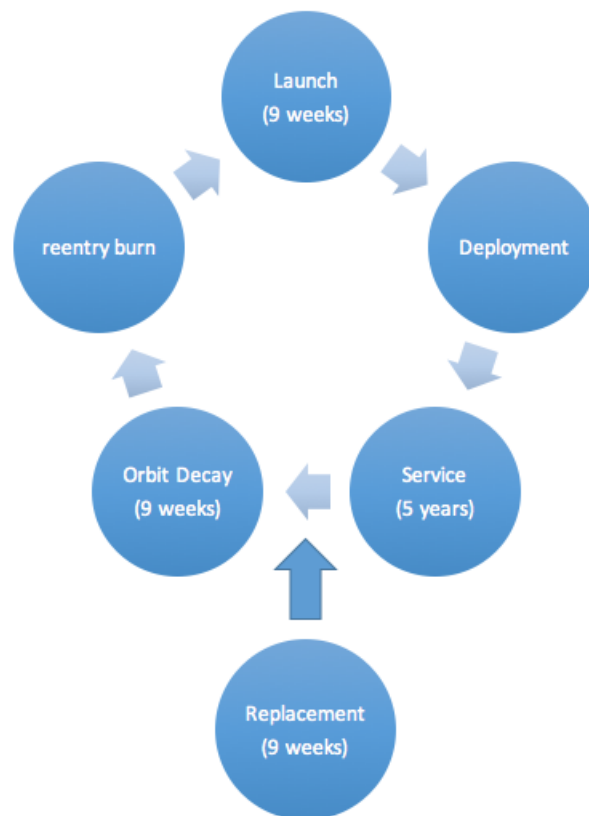 Launch
(9 weeks)
reentry burn
Deployment
Orbit Decay
(9 weeks)
Service
(5 years)
Replacement
(9 weeks)